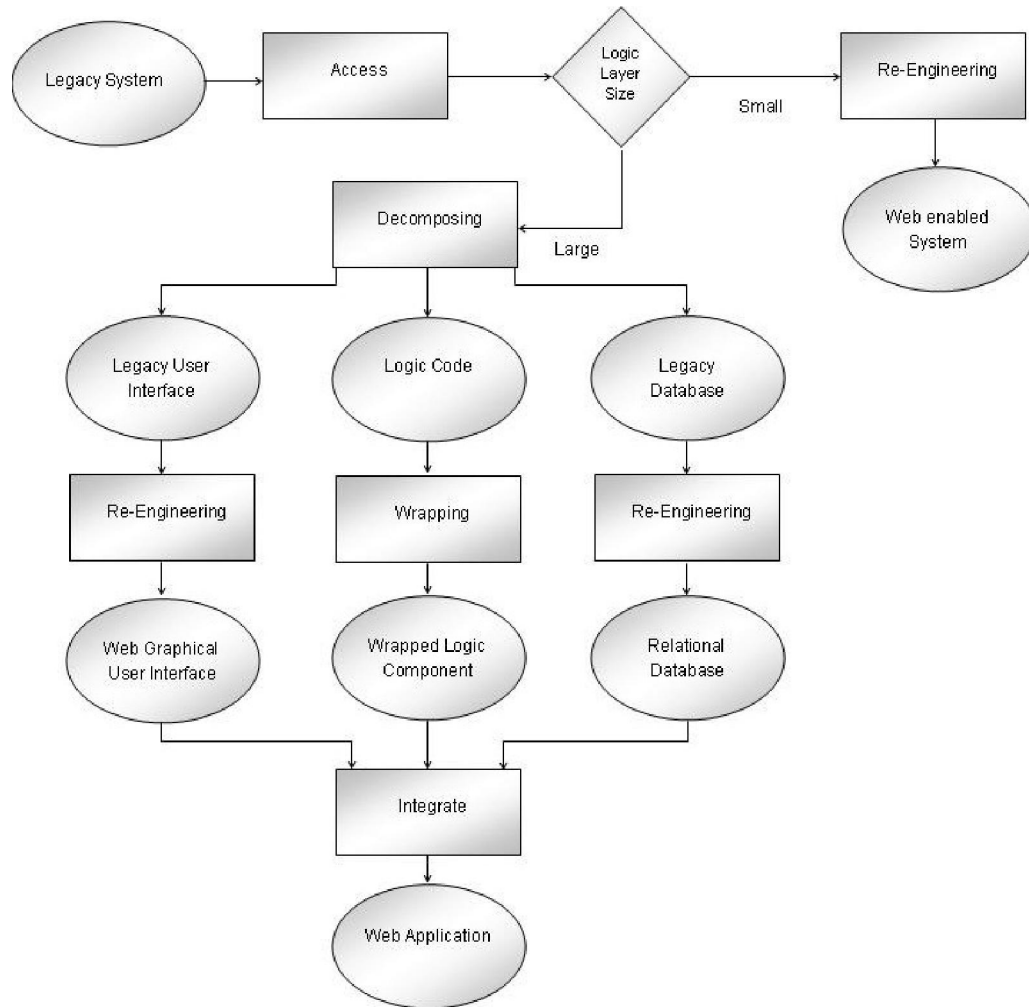 Legacy System
Access
Logic
Layer
Size
Small
Re-Engineering
Web enabled
System
Decomposing
Large
Legacy User
Interface
Logic Code
Legacy
Database
Re-Engineering
Wrapping
Re-Engineering
Web Graphical
User Interface
Wrapped Logic
Component
Relational
Database
Integrate
Web Application